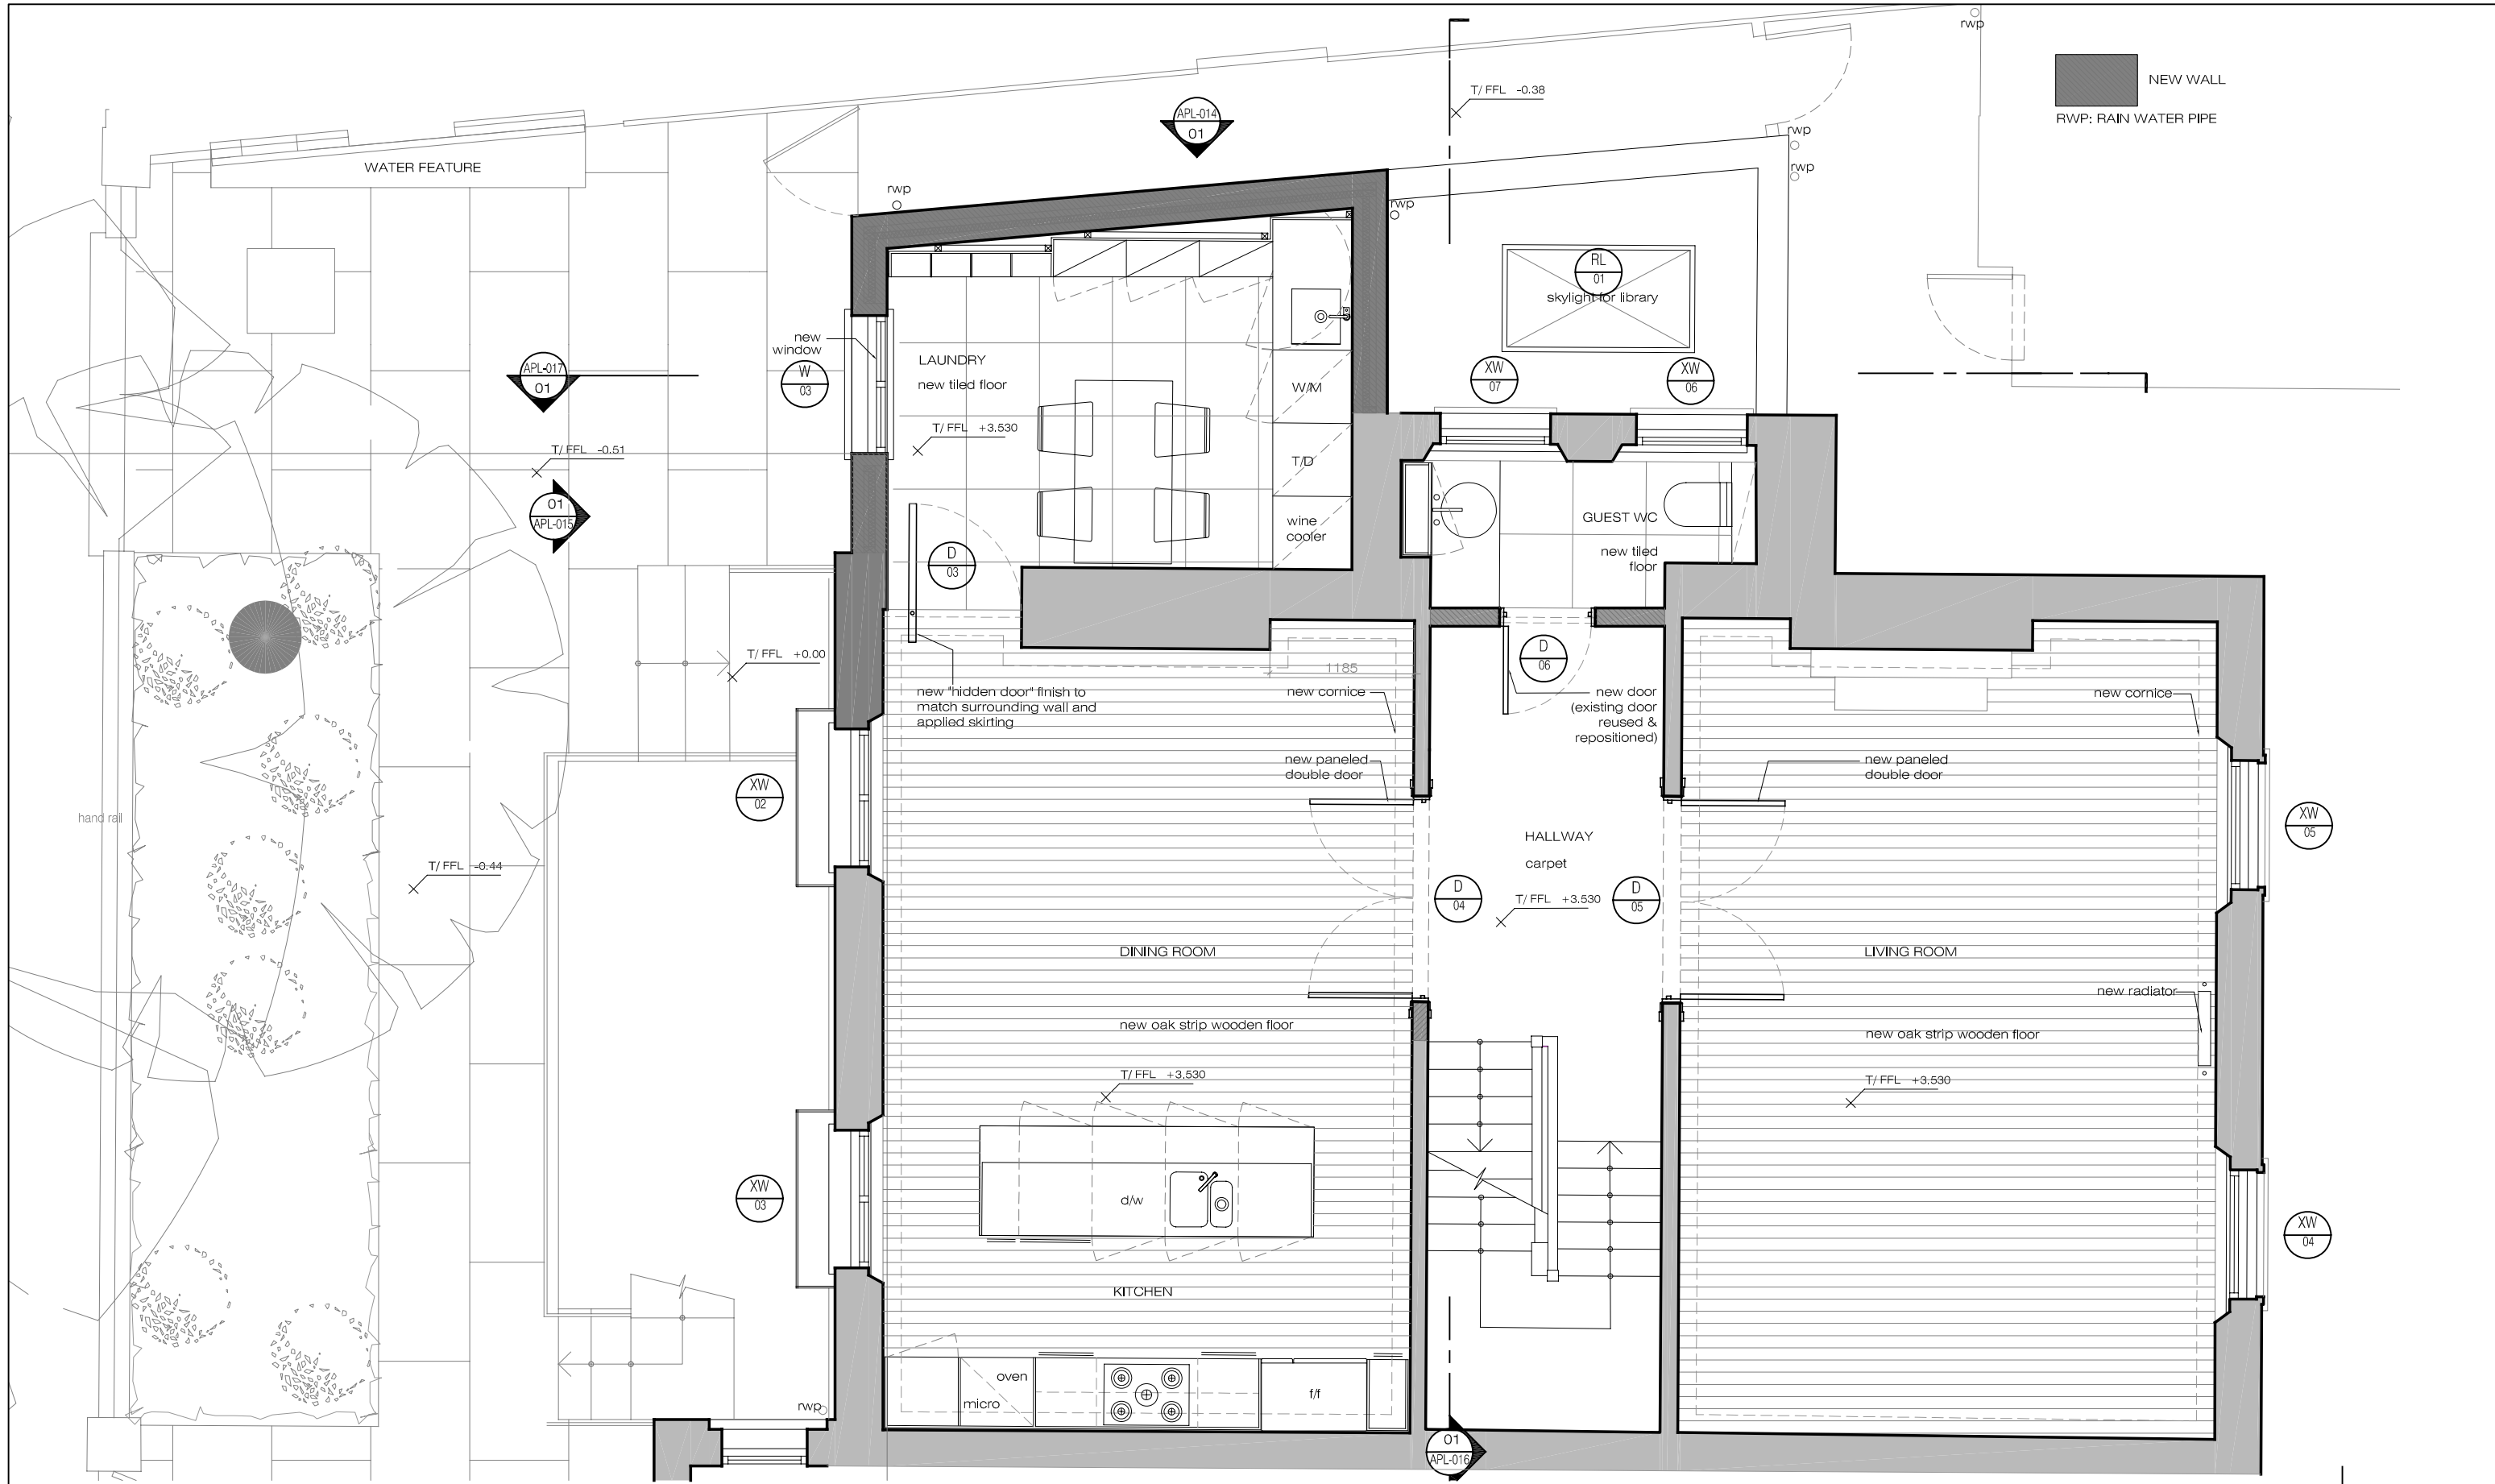 rwp
NEW WALL
RWP: RAIN WATER PIPE
T/ FFL -0.38
APL-014
01
rwp
rwp
WATER FEATURE
rwp
rwp
RL
01
skylight for library
new
window
W
03
LAUNDRY
new tiled floor
APL-017
01
XW
07
XW
06
W/M
T/ FFL +3.530
T/ FFL -0.51
T/D
01
APL-015
wine
cooler
GUEST WC
new tiled
floor
D
03
T/ FFL +0.00
D
06
1185
new "hidden door" finish to
match surrounding wall and
applied skirting
new cornice
new door
(existing door
reused &
repositioned)
new cornice
new paneled
double door
new paneled
double door
XW
02
hand rail
XW
05
HALLWAY
carpet
T/ FFL -0.44
D
04
T/ FFL +3.530
D
05
DINING ROOM
LIVING ROOM
new radiator
new oak strip wooden floor
new oak strip wooden floor
T/ FFL +3.530
T/ FFL +3.530
XW
03
d/w
XW
04
KITCHEN
oven
micro
f/f
rwp
01
APL-016